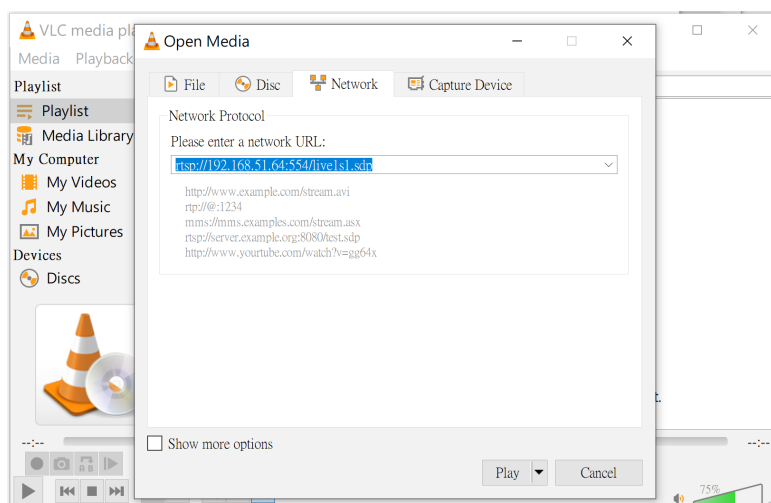 VLC media pla
Open Media
Media Playback
File Disc Network Capture Device
Playlist
Playlist
Media Library
My Computer
My Videos
My Music
My Pictures
Devices
Discs
Network Protocol
Please enter a network URL:
rtsp://192.168.51.64:554/live1s1.sdp
http://www.example.com/stream.avi
rtp://@:1234
mms://mms.examples.com/stream.asx
rtsp://server.example.org:8080/test.sdp
http://www.yourtube.com/watch?v=gg64x
t.
--:--
--:--
Show more options
Play Cancel
75%